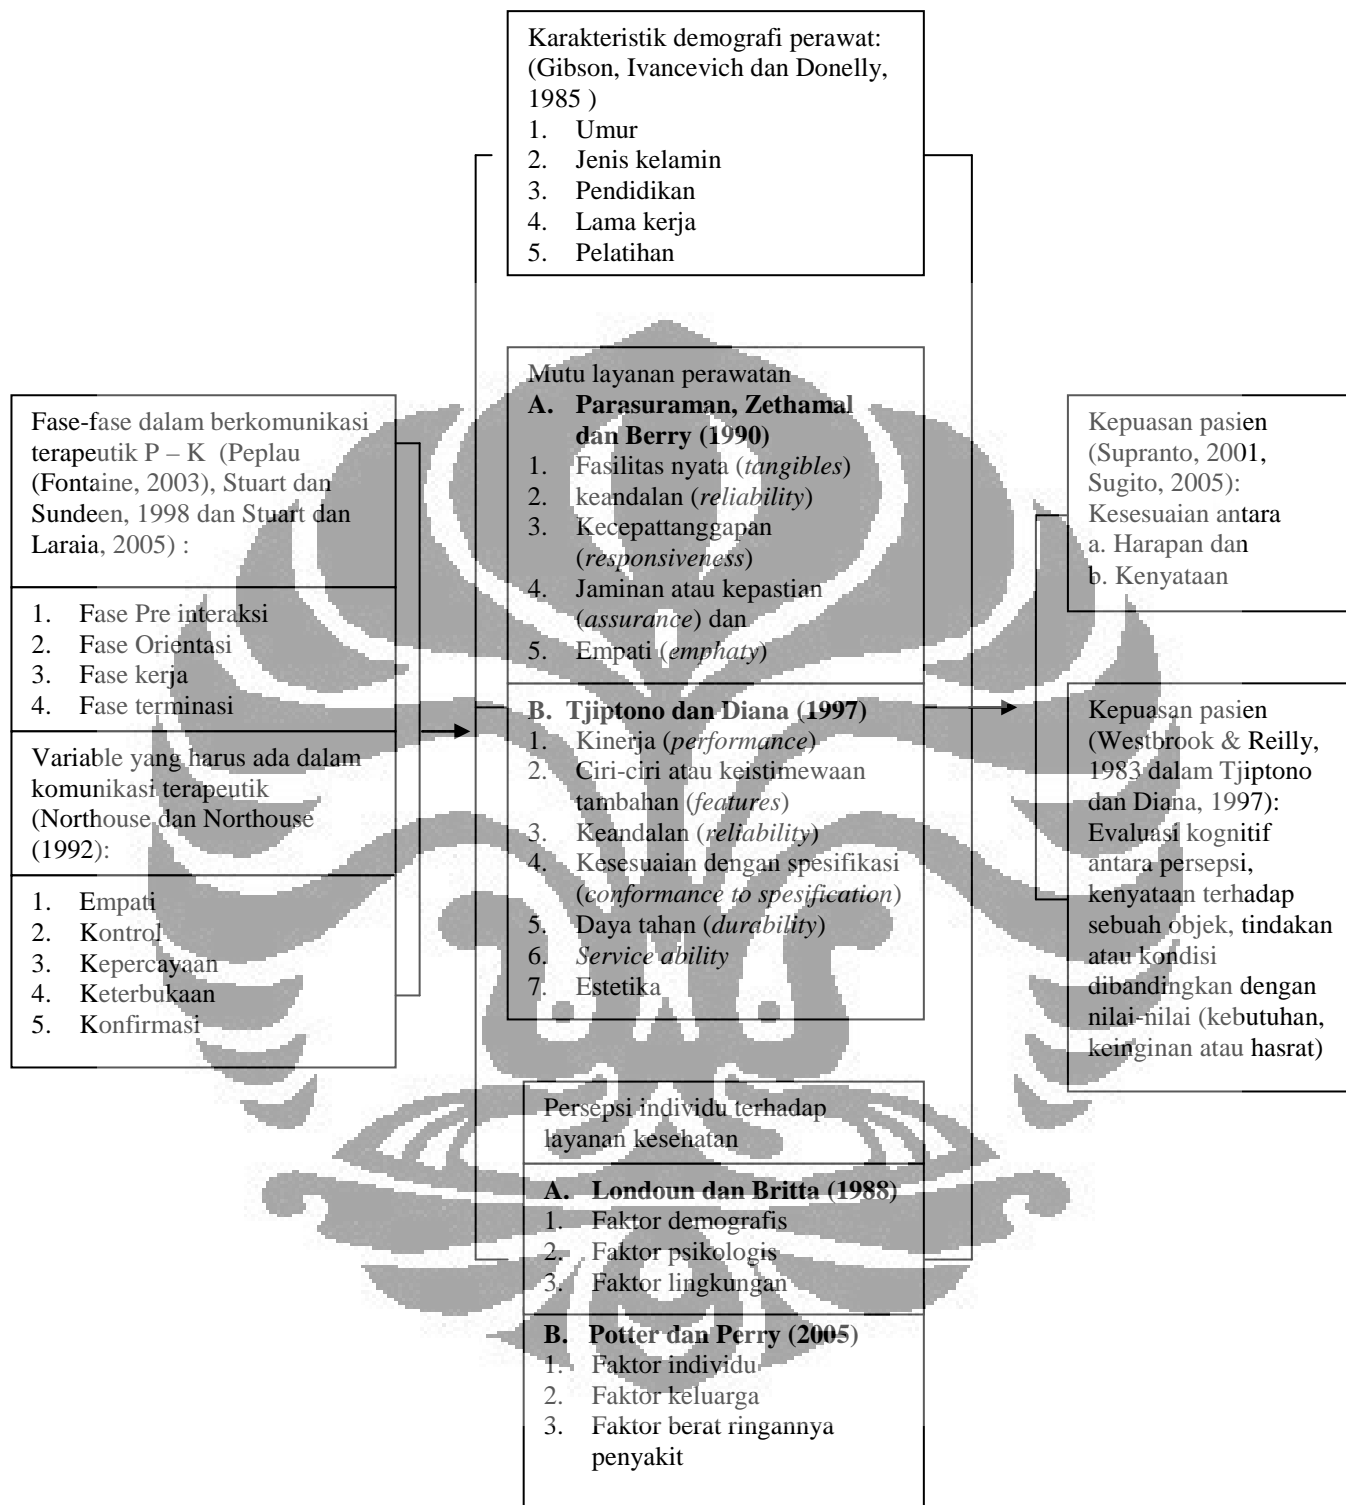 Karakteristik demografi perawat:
(Gibson, Ivancevich dan Donelly,
1985 )
1. Umur
2. Jenis kelamin
3. Pendidikan
4. Lama kerja
5. Pelatihan
Fase-fase dalam berkomunikasi
terapeutik P – K (Peplau
(Fontaine, 2003), Stuart dan
Sundeen, 1998 dan Stuart dan
Laraia, 2005) :
1. Fase Pre interaksi
2. Fase Orientasi
3. Fase kerja
4. Fase terminasi
Variable yang harus ada dalam
komunikasi terapeutik
(Northouse dan Northouse
(1992):
1. Empati
2. Kontrol
3. Kepercayaan
4. Keterbukaan
5. Konfirmasi
Mutu layanan perawatan
A. Parasuraman, Zethamal
dan Berry (1990)
1. Fasilitas nyata (tangibles)
2. keandalan (reliability)
3. Kecepattanggapan
(responsiveness)
4. Jaminan atau kepastian
(assurance) dan
5. Empati (emphaty)
B. Tjiptono dan Diana (1997)
1. Kinerja (performance)
2. Ciri-ciri atau keistimewaan
tambahan (features)
3. Keandalan (reliability)
4. Kesesuaian dengan spesifikasi
(conformance to spesification)
5. Daya tahan (durability)
6. Service ability
7. Estetika
Persepsi individu terhadap
layanan kesehatan
A. Londoun dan Britta (1988)
1. Faktor demografis
2. Faktor psikologis
3. Faktor lingkungan
B. Potter dan Perry (2005)
1. Faktor individu
2. Faktor keluarga
3. Faktor berat ringannya
penyakit
Kepuasan pasien
(Supranto, 2001,
Sugito, 2005):
Kesesuaian antara
a. Harapan dan
b. Kenyataan
Kepuasan pasien
(Westbrook & Reilly,
1983 dalam Tjiptono
dan Diana, 1997):
Evaluasi kognitif
antara persepsi,
kenyataan terhadap
sebuah objek, tindakan
atau kondisi
dibandingkan dengan
nilai-nilai (kebutuhan,
keinginan atau hasrat)